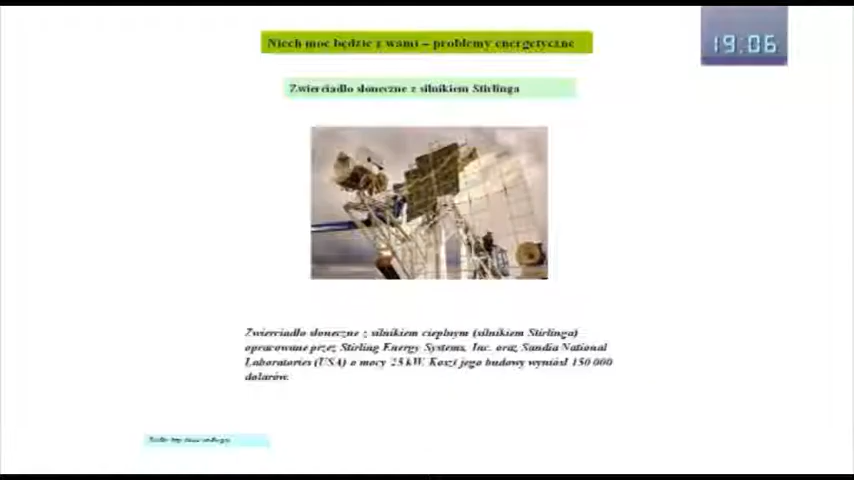 Niech moc będzie z wami – problemy energetyczne
19:06
Zwierciadło słoneczne z silnikiem Stirlinga
Zwierciadło słoneczne z silnikiem cieplnym (silnikiem Stirlinga)
opracowane przez Stirling Energy Systems, Inc. oraz Sandia National
Laboratories (USA) o mocy 25 kW. Koszt jego budowy wyniósł 150 000
dolarów.